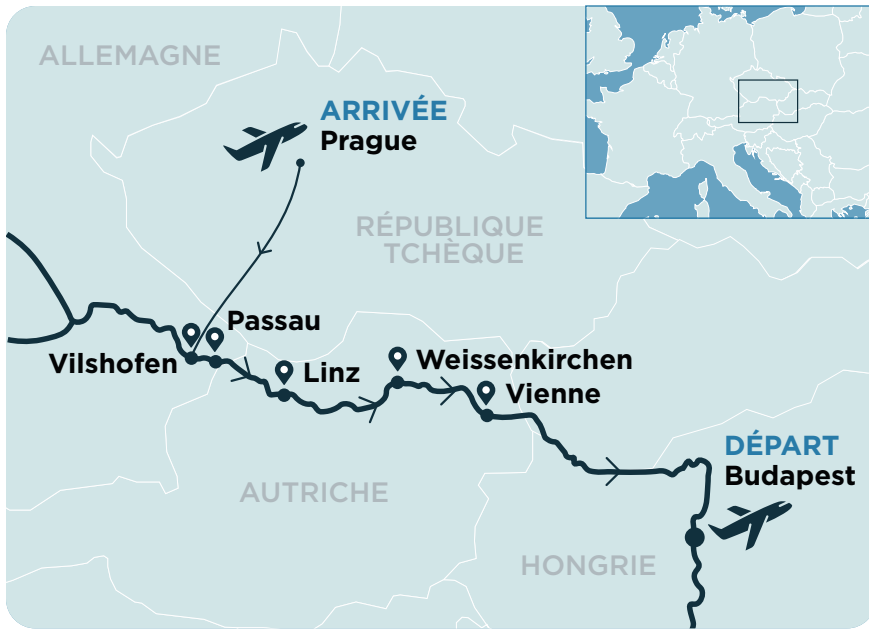 ALLEMAGNE
ARRIVÉE
Prague
RÉPUBLIQUE
TCHÈQUE
Passau
Vilshofen
Linz
Weissenkirchen
Vienne
DÉPART
Budapest
AUTRICHE
HONGRIE